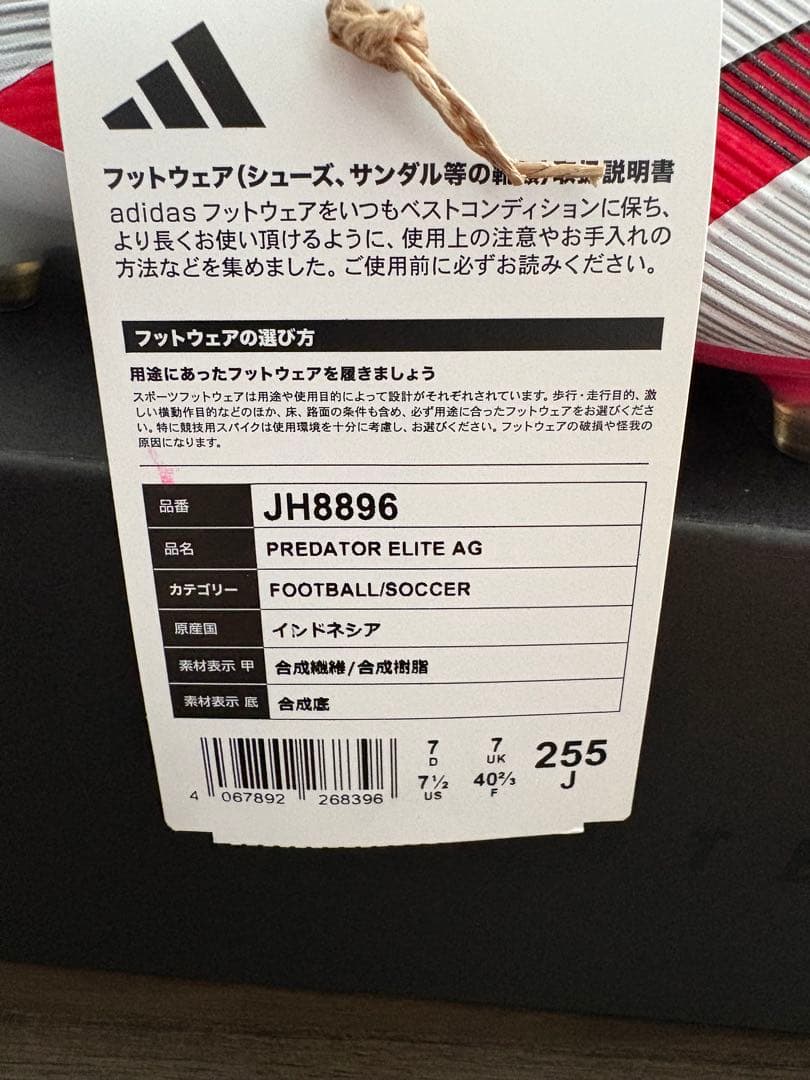 フットウェア(シューズ、サンダル等の 説明書
adidas フットウェアをいつもベストコンディションに保ち、
より長くお使い頂けるように、使用上の注意やお手入れの
方法などを集めました。ご使用前に必ずお読みください。
フットウェアの選び方
用途にあったフットウェアを履きましょう
スポーツフットウェアは用途や使用目的によって設計がそれぞれされています。歩行・走行目的、激
しい横動作目的などのほか、床、路面の条件も含め、必ず用途に合ったフットウェアをお選びくださ
い。特に競技用スパイクは使用環境を十分に考慮し、お選びください。フットウェアの破損や怪我の
原因になります。
品番 JH8896
品名 PREDATOR ELITE AG
カテゴリー FOOTBALL/SOCCER
原産国 インドネシア
素材表示 甲 合成繊維/合成樹脂
素材表示 底 合成底
7 7 255
D UK J
7½ 40⅔
US F
4 067892 268396